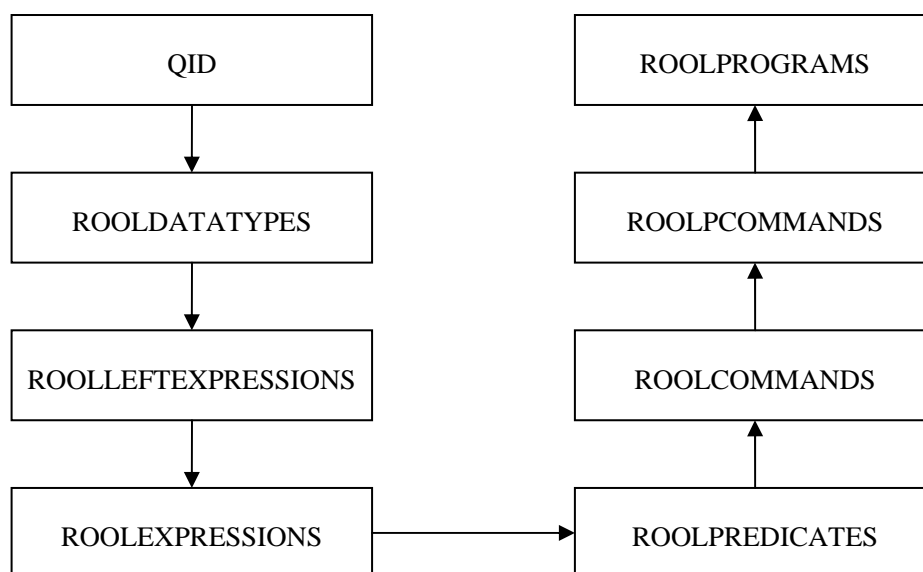 QID
ROOLPROGRAMS
ROOLDATATYPES
ROOLPCOMMANDS
ROOLLEFTEXPRESSIONS
ROOLCOMMANDS
ROOLEXPRESSIONS
ROOLPREDICATES